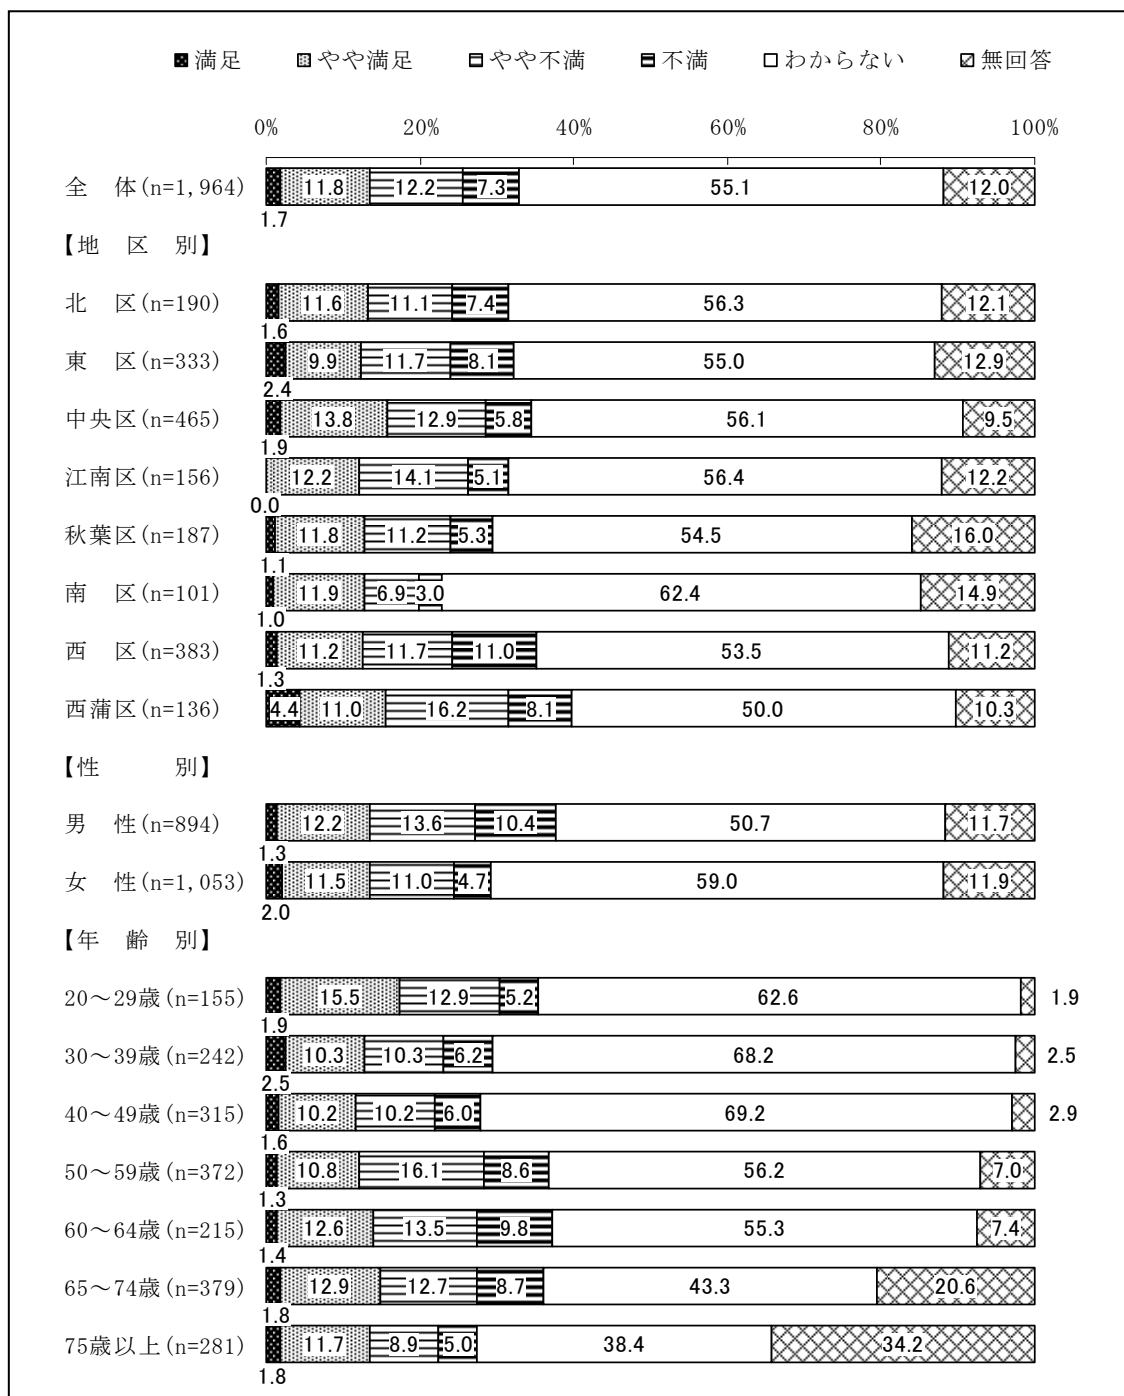 満足 やや満足 やや不満 不満 わからない 無回答
0% 20% 40% 60% 80% 100%
全 体(n=1,964) 11.8 12.2 7.3 55.1 12.0
1.7
【地 区 別】
北 区(n=190) 11.6 11.1 7.4 56.3 12.1
1.6
東 区(n=333) 9.9 11.7 8.1 55.0 12.9
2.4
中央区(n=465) 13.8 12.9 5.8 56.1 9.5
1.9
江南区(n=156) 12.2 14.1 5.1 56.4 12.2
0.0
秋葉区(n=187) 11.8 11.2 5.3 54.5 16.0
1.1
南 区(n=101) 11.9 6.9 3.0 62.4 14.9
1.0
西 区(n=383) 11.2 11.7 11.0 53.5 11.2
1.3
西蒲区(n=136) 4.4 11.0 16.2 8.1 50.0 10.3
【性 別】
男 性(n=894) 12.2 13.6 10.4 50.7 11.7
1.3
女 性(n=1,053) 11.5 11.0 4.7 59.0 11.9
2.0
【年 齢 別】
20～29歳(n=155) 15.5 12.9 5.2 62.6 1.9
1.9
30～39歳(n=242) 10.3 10.3 6.2 68.2 2.5
2.5
40～49歳(n=315) 10.2 10.2 6.0 69.2 2.9
1.6
50～59歳(n=372) 10.8 16.1 8.6 56.2 7.0
1.3
60～64歳(n=215) 12.6 13.5 9.8 55.3 7.4
1.4
65～74歳(n=379) 12.9 12.7 8.7 43.3 20.6
1.8
75歳以上(n=281) 11.7 8.9 5.0 38.4 34.2
1.8